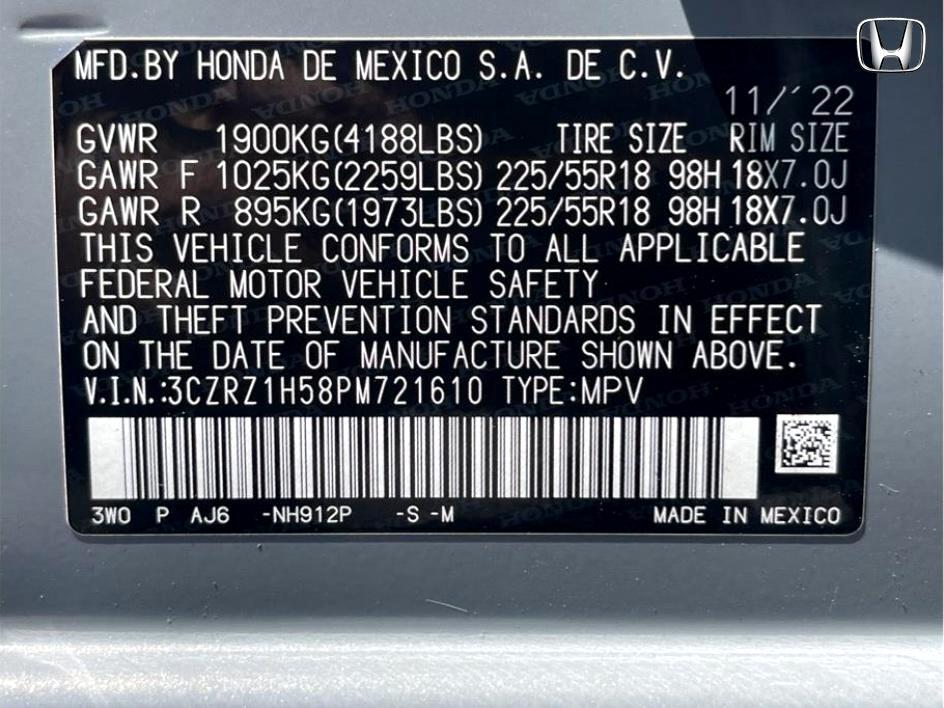 MFD.BY HONDA DE MEXICO S.A. DE C.V.
11/´22
GVWR 1900KG(4188LBS) TIRE SIZE RIM SIZE
GAWR F 1025KG(2259LBS) 225/55R18 98H 18X7.0J
GAWR R 895KG(1973LBS) 225/55R18 98H 18X7.0J
THIS VEHICLE CONFORMS TO ALL APPLICABLE
FEDERAL MOTOR VEHICLE SAFETY
AND THEFT PREVENTION STANDARDS IN EFFECT
ON THE DATE OF MANUFACTURE SHOWN ABOVE.
V.I.N.:3CZRZ1H58PM721610 TYPE:MPV
3W0 P AJ6 -NH912P -S -M MADE IN MEXICO